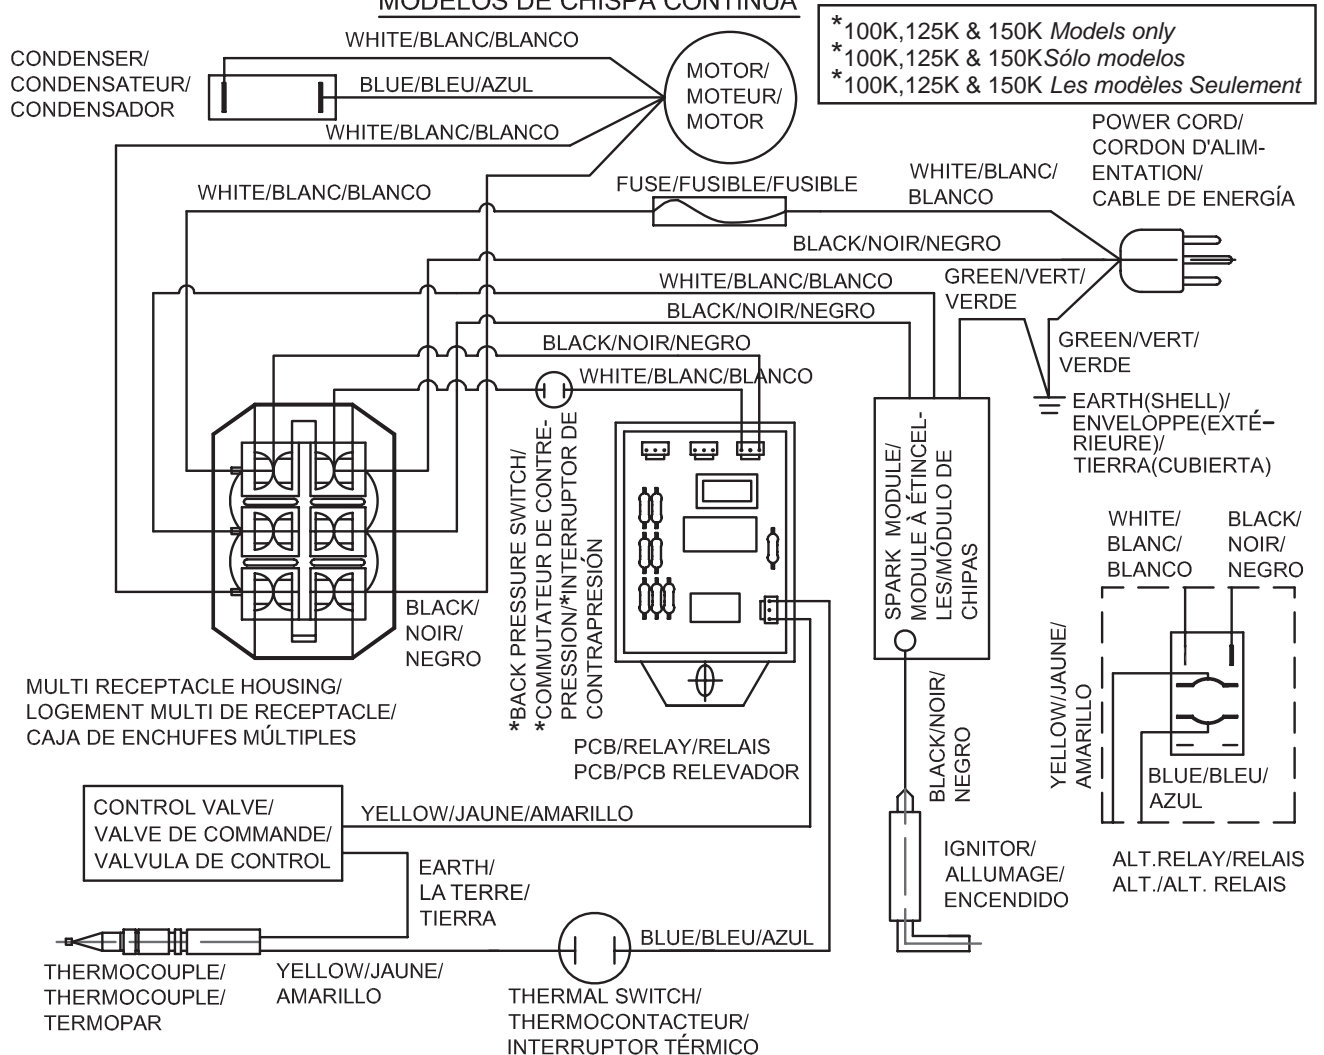 MODELOS DE CHISPA CONTINUA
*100K,125K & 150K Models only
*100K,125K & 150KSólo modelos
*100K,125K & 150K Les modèles Seulement
CONDENSER/
CONDENSATEUR/
CONDENSADOR
WHITE/BLANC/BLANCO
BLUE/BLEU/AZUL
WHITE/BLANC/BLANCO
MOTOR/
MOTEUR/
MOTOR
POWER CORD/
CORDON D'ALIM-
ENTATION/
CABLE DE ENERGÍA
WHITE/BLANC/BLANCO
FUSE/FUSIBLE/FUSIBLE
WHITE/BLANC/
BLANCO
BLACK/NOIR/NEGRO
WHITE/BLANC/BLANCO
GREEN/VERT/
VERDE
BLACK/NOIR/NEGRO
BLACK/NOIR/NEGRO
WHITE/BLANC/BLANCO
GREEN/VERT/
VERDE
EARTH(SHELL)/
ENVELOPPE(EXTÉ-
RIEURE)/
TIERRA(CUBIERTA)
*BACK PRESSURE SWITCH/
*COMMUTATEUR DE CONTRE-
PRESSION/*INTERRUPTOR DE
CONTRAPRESIÓN
SPARK MODULE/
MODULE À ÉTINCEL-
LES/MÓDULO DE
CHIPAS
WHITE/
BLANC/
BLANCO
BLACK/
NOIR/
NEGRO
BLACK/
NOIR/
NEGRO
MULTI RECEPTACLE HOUSING/
LOGEMENT MULTI DE RECEPTACLE/
CAJA DE ENCHUFES MÚLTIPLES
PCB/RELAY/RELAIS
PCB/PCB RELEVADOR
BLACK/NOIR/
NEGRO
YELLOW/JAUNE/
AMARILLO
BLUE/BLEU/
AZUL
CONTROL VALVE/
VALVE DE COMMANDE/
VALVULA DE CONTROL
YELLOW/JAUNE/AMARILLO
EARTH/
LA TERRE/
TIERRA
IGNITOR/
ALLUMAGE/
ENCENDIDO
ALT.RELAY/RELAIS
ALT./ALT. RELAIS
BLUE/BLEU/AZUL
THERMOCOUPLE/
THERMOCOUPLE/
TERMOPAR
YELLOW/JAUNE/
AMARILLO
THERMAL SWITCH/
THERMOCONTACTEUR/
INTERRUPTOR TÉRMICO